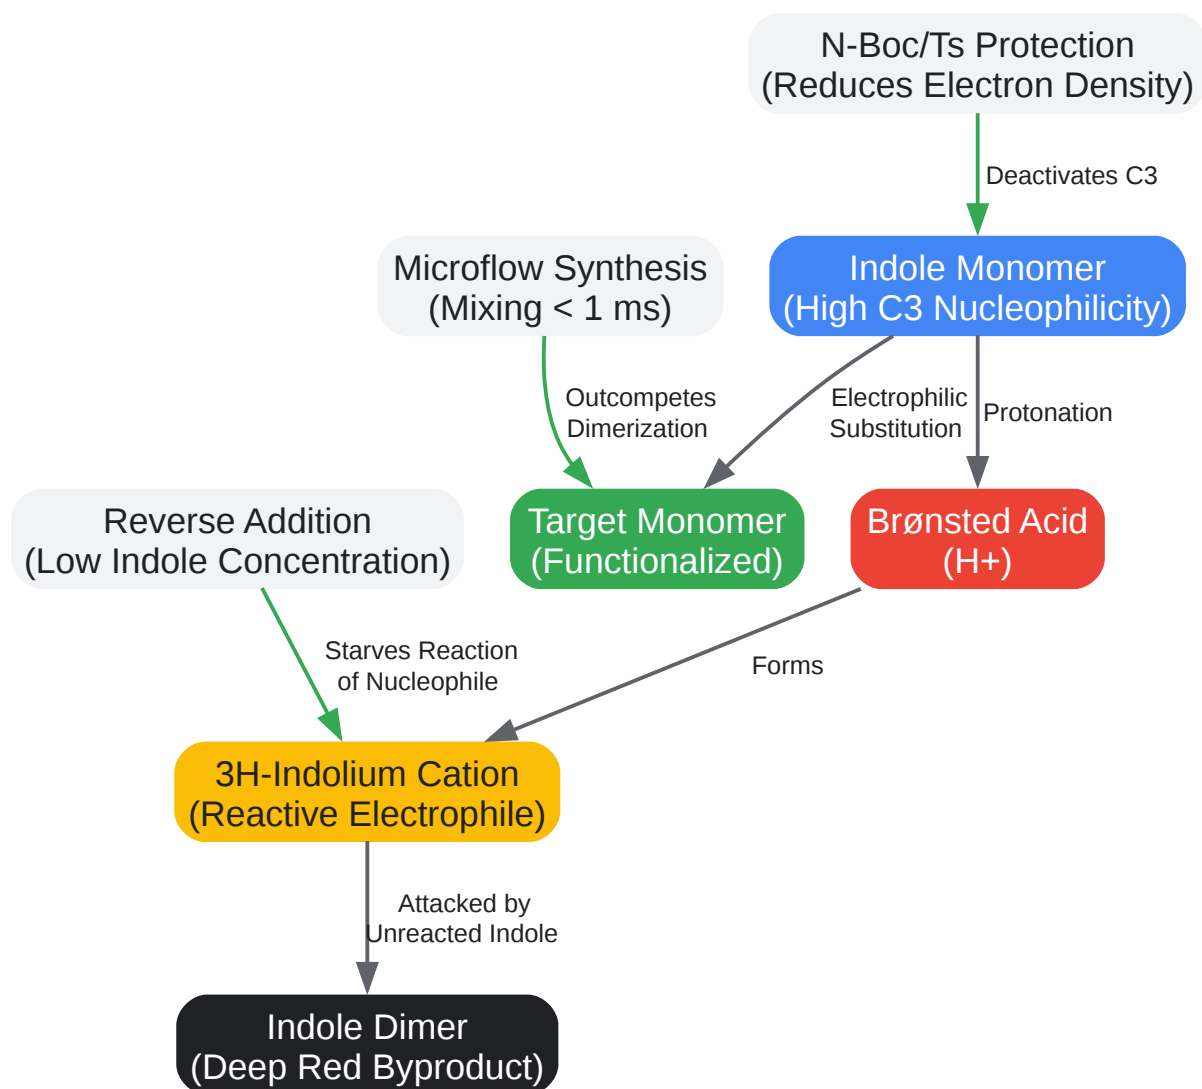 N-Boc/Ts Protection
(Reduces Electron Density)
Deactivates C3
Microflow Synthesis
(Mixing < 1 ms)
Indole Monomer
(High C3 Nucleophilicity)
Outcompetes
Dimerization
Electrophilic
Substitution
Protonation
Reverse Addition
(Low Indole Concentration)
Target Monomer
(Functionalized)
Brønsted Acid
(H+)
Starves Reaction
of Nucleophile
Forms
3H-Indolium Cation
(Reactive Electrophile)
Attacked by
Unreacted Indole
Indole Dimer
(Deep Red Byproduct)